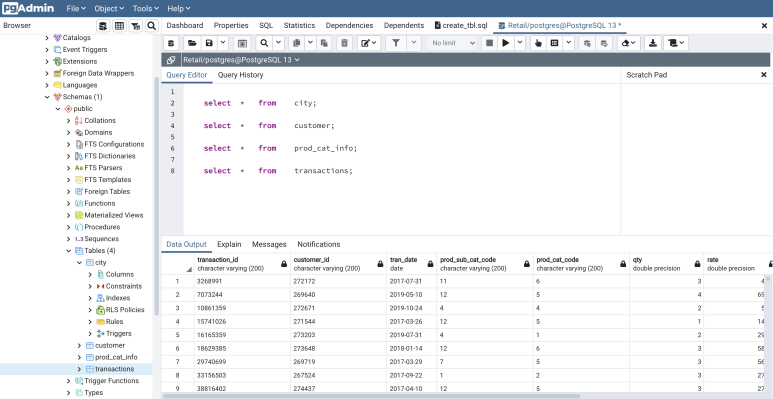 pgAdmin File Object Tools Help
Browser Dashboard Properties SQL Statistics Dependencies Dependents create_tbl.sql Retail/postgres@PostgreSQL 13 *
Catalogs
Event Triggers
Extensions
Foreign Data Wrappers
Languages
Schemas (1)
public
Collations
Domains
FTS Configurations
FTS Dictionaries
FTS Parsers
FTS Templates
Foreign Tables
Functions
Materialized Views
Procedures
1..3 Sequences
Tables (4)
city
Columns
Constraints
Indexes
RLS Policies
Rules
Triggers
customer
prod_cat_info
transactions
Trigger Functions
Types
No limit
Retail/postgres@PostgreSQL 13
Query Editor Query History Scratch Pad
1
2 select * from city;
3
4 select * from customer;
5
6 select * from prod_cat_info;
7
8 select * from transactions;
Data Output Explain Messages Notifications
transaction_id customer_id tran_date prod_sub_cat_code prod_cat_code qty rate
character varying (200) character varying (200) date character varying (200) character varying (200) double precision double precision
1 3268991 272172 2017-07-31 11 6 3 4
2 7073244 269640 2019-05-10 12 5 4 69
3 10861359 272671 2019-10-24 4 4 2 5
4 15741026 271544 2017-03-26 12 5 1 14
5 16165359 273203 2019-07-31 4 1 2 29
6 18629385 273648 2018-01-14 12 6 3 58
7 29740699 269719 2017-03-29 7 5 3 56
8 33156503 267524 2017-09-22 1 2 3 27
9 38816402 274437 2017-04-10 12 5 3 27